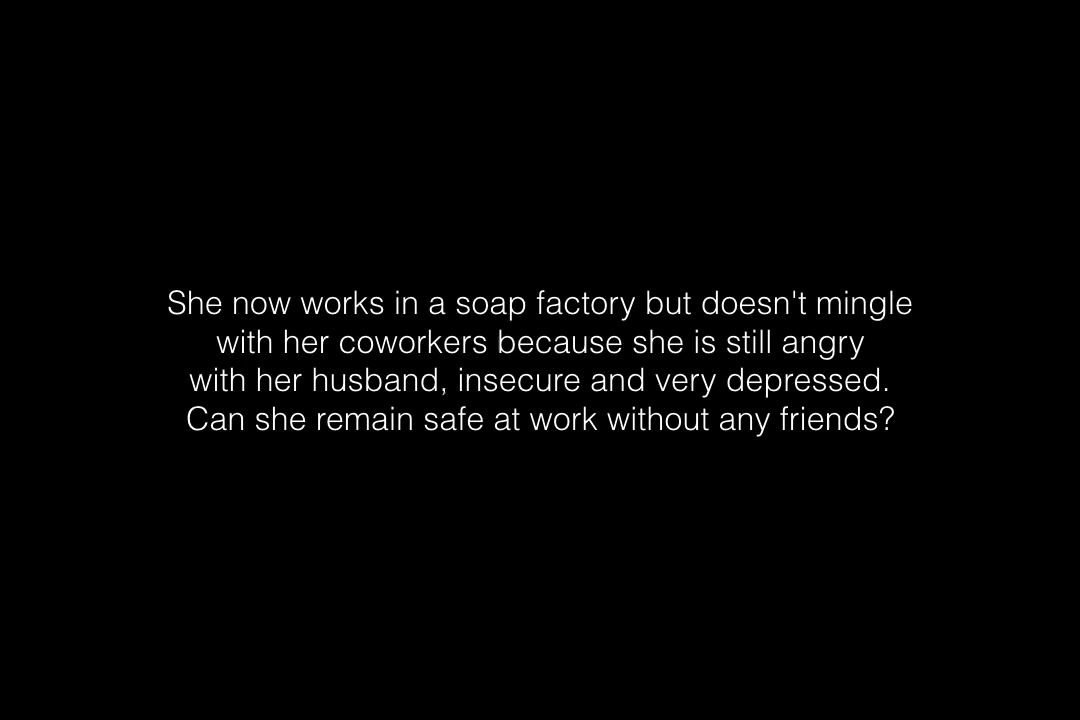 She now works in a soap factory but doesn't mingle
with her coworkers because she is still angry
with her husband, insecure and very depressed.
Can she remain safe at work without any friends?